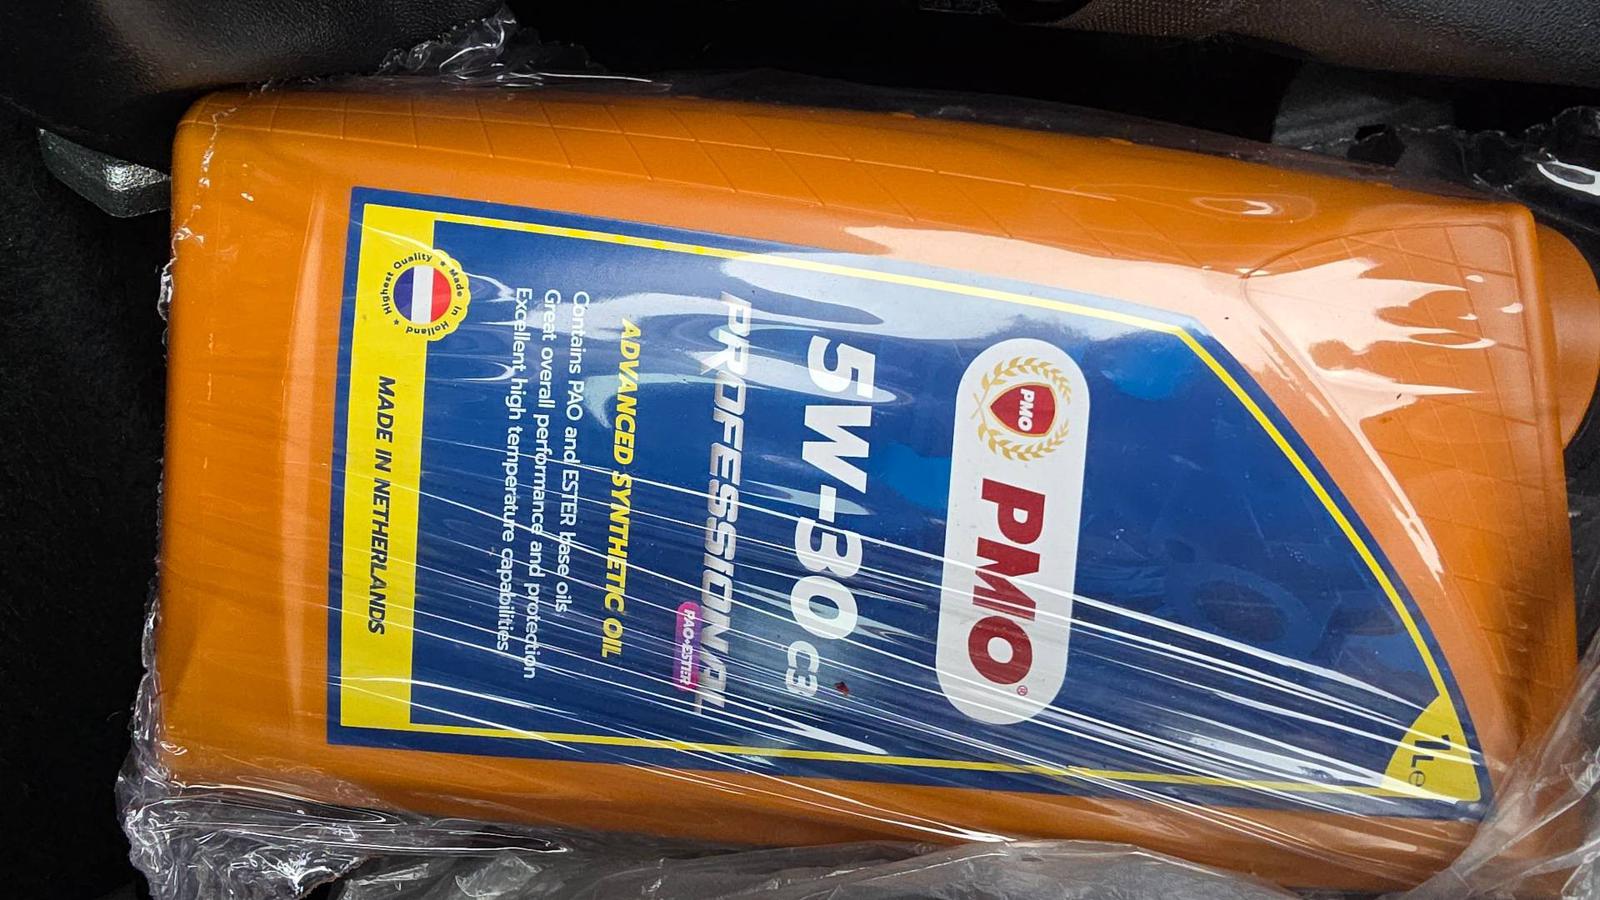 1L e
PMO
PMO®
5W-30 C3
PROFESSIONAL
PAO+ESTER
ADVANCED SYNTHETIC OIL
Contains PAO and ESTER base oils
Great overall performance and protection
Excellent high temperature capabilities
Highest Quality ★ Made in Holland ★
MADE IN NETHERLANDS